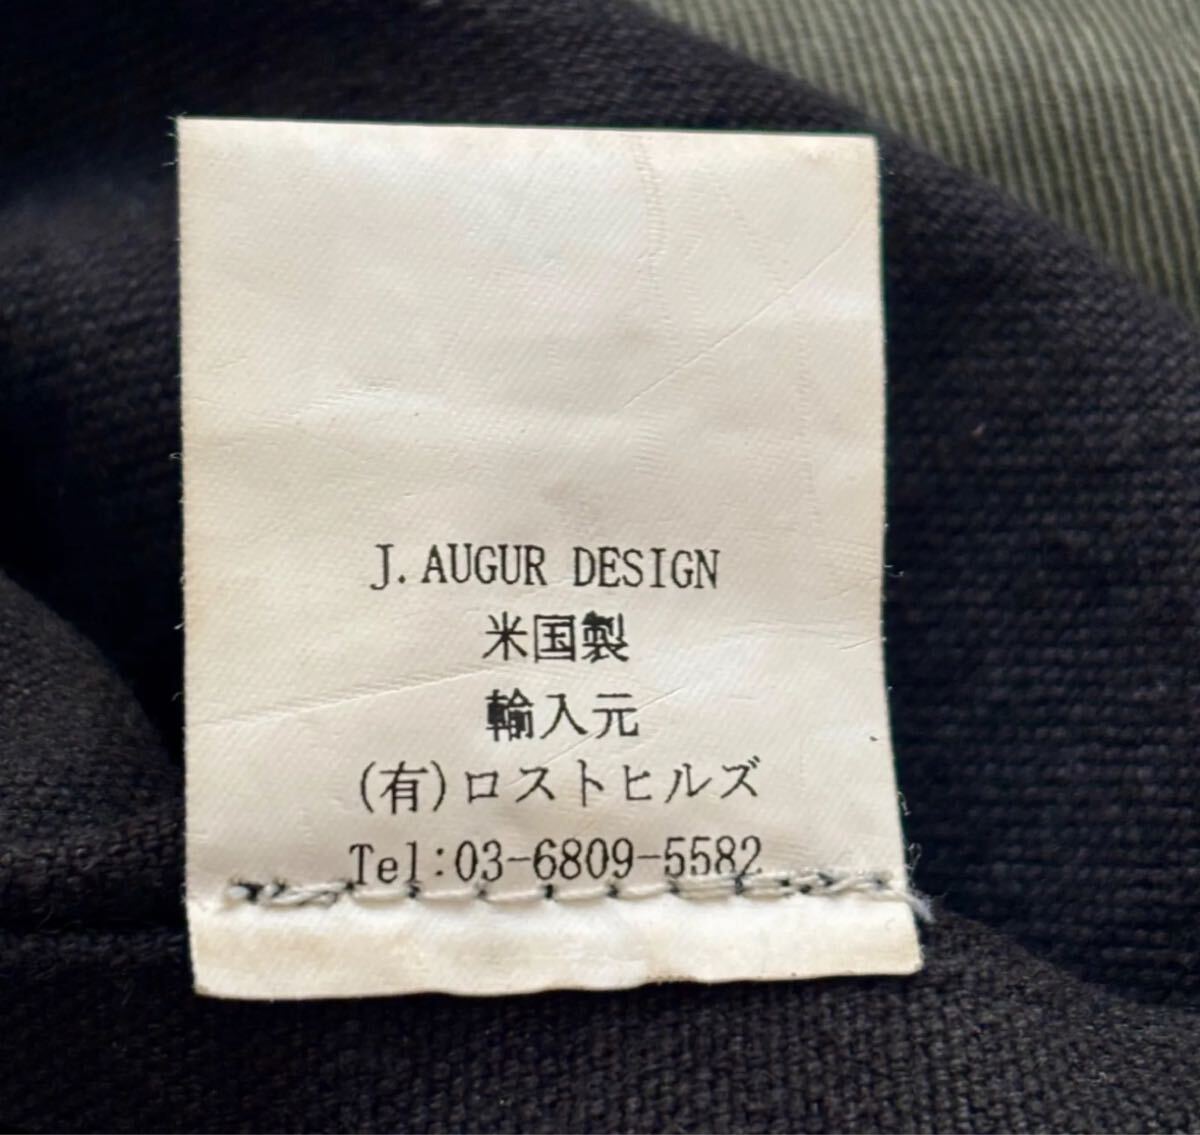 J. AUGUR DESIGN
米国製
輸入元
(有)ロストヒルズ
Tel:03-6809-5582